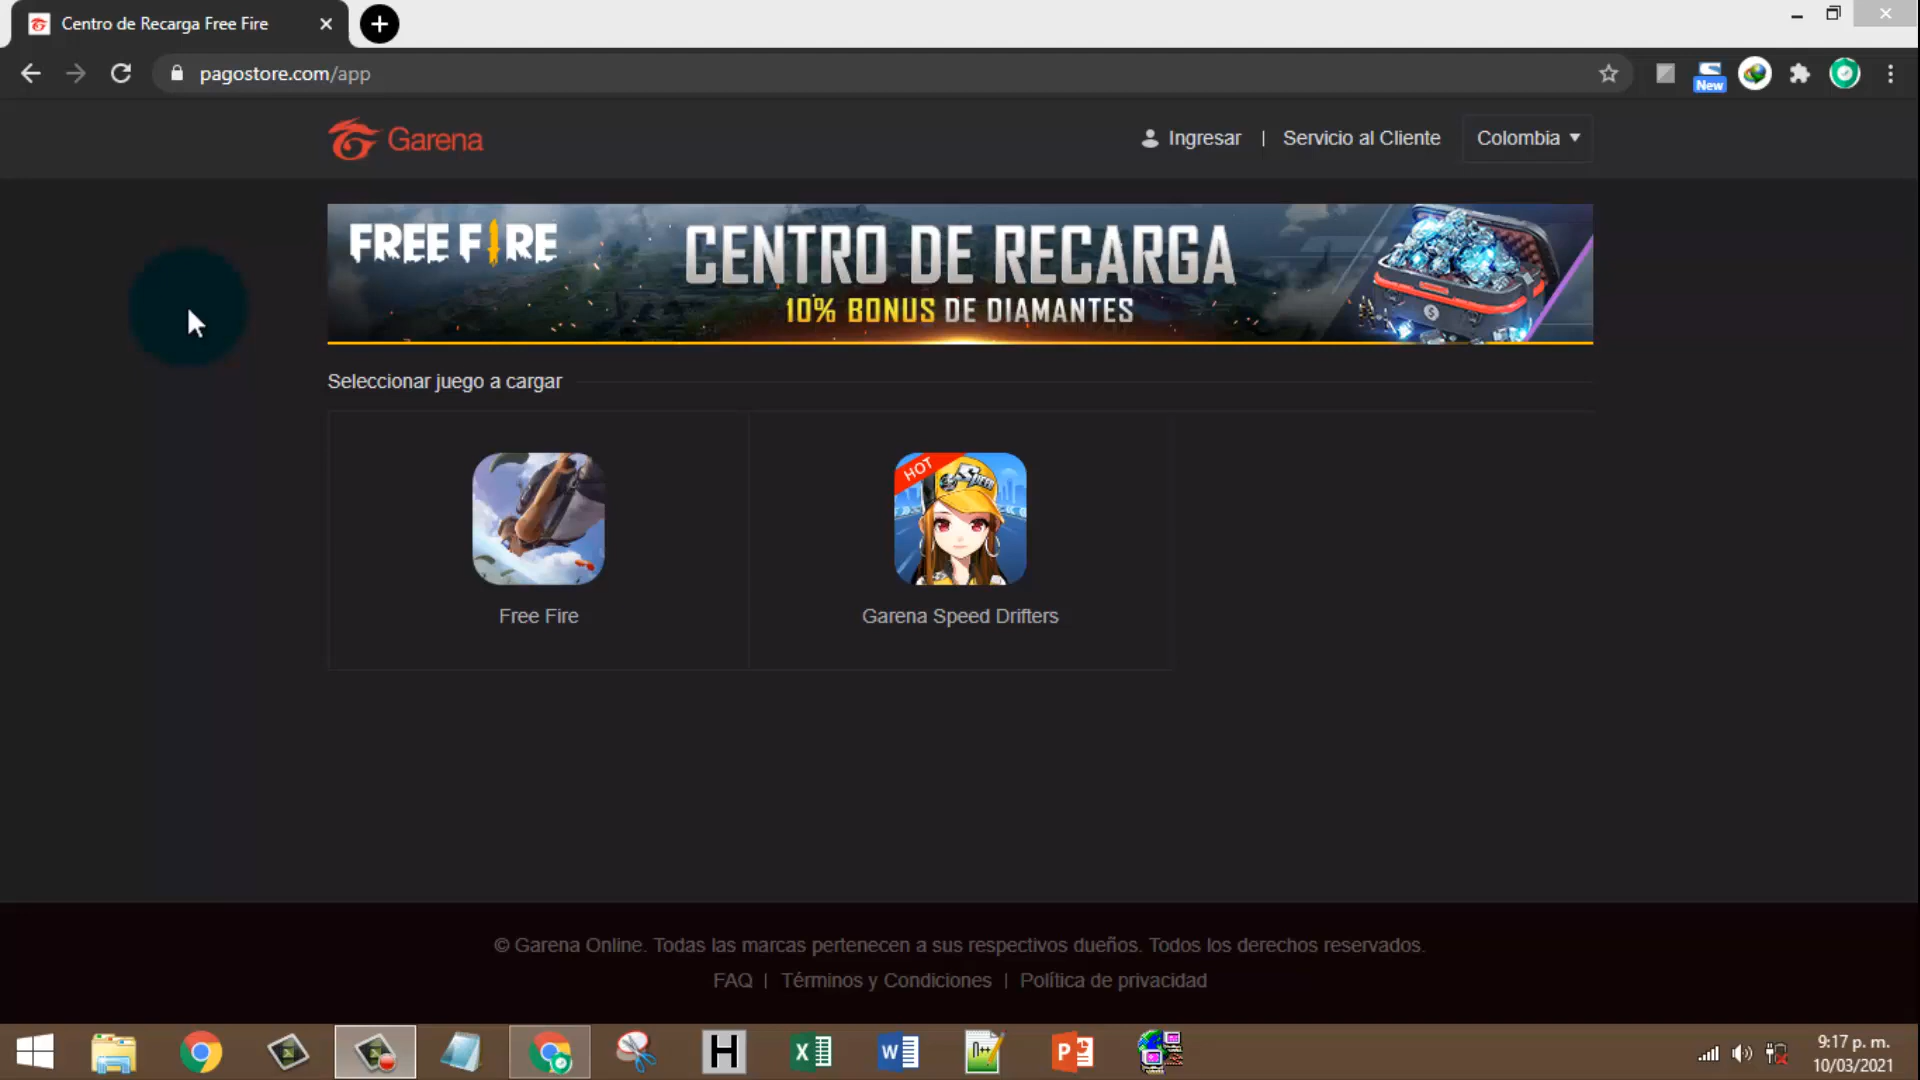 Centro de Recarga Free Fire
pagostore.com/app
New
Garena
Ingresar | Servicio al Cliente Colombia
FREE FIRE
CENTRO DE RECARGA
10% BONUS DE DIAMANTES
Seleccionar juego a cargar
HOT
SPEED
Free Fire
Garena Speed Drifters
© Garena Online. Todas las marcas pertenecen a sus respectivos dueños. Todos los derechos reservados.
FAQ | Términos y Condiciones | Política de privacidad
9:17 p. m.
10/03/2021